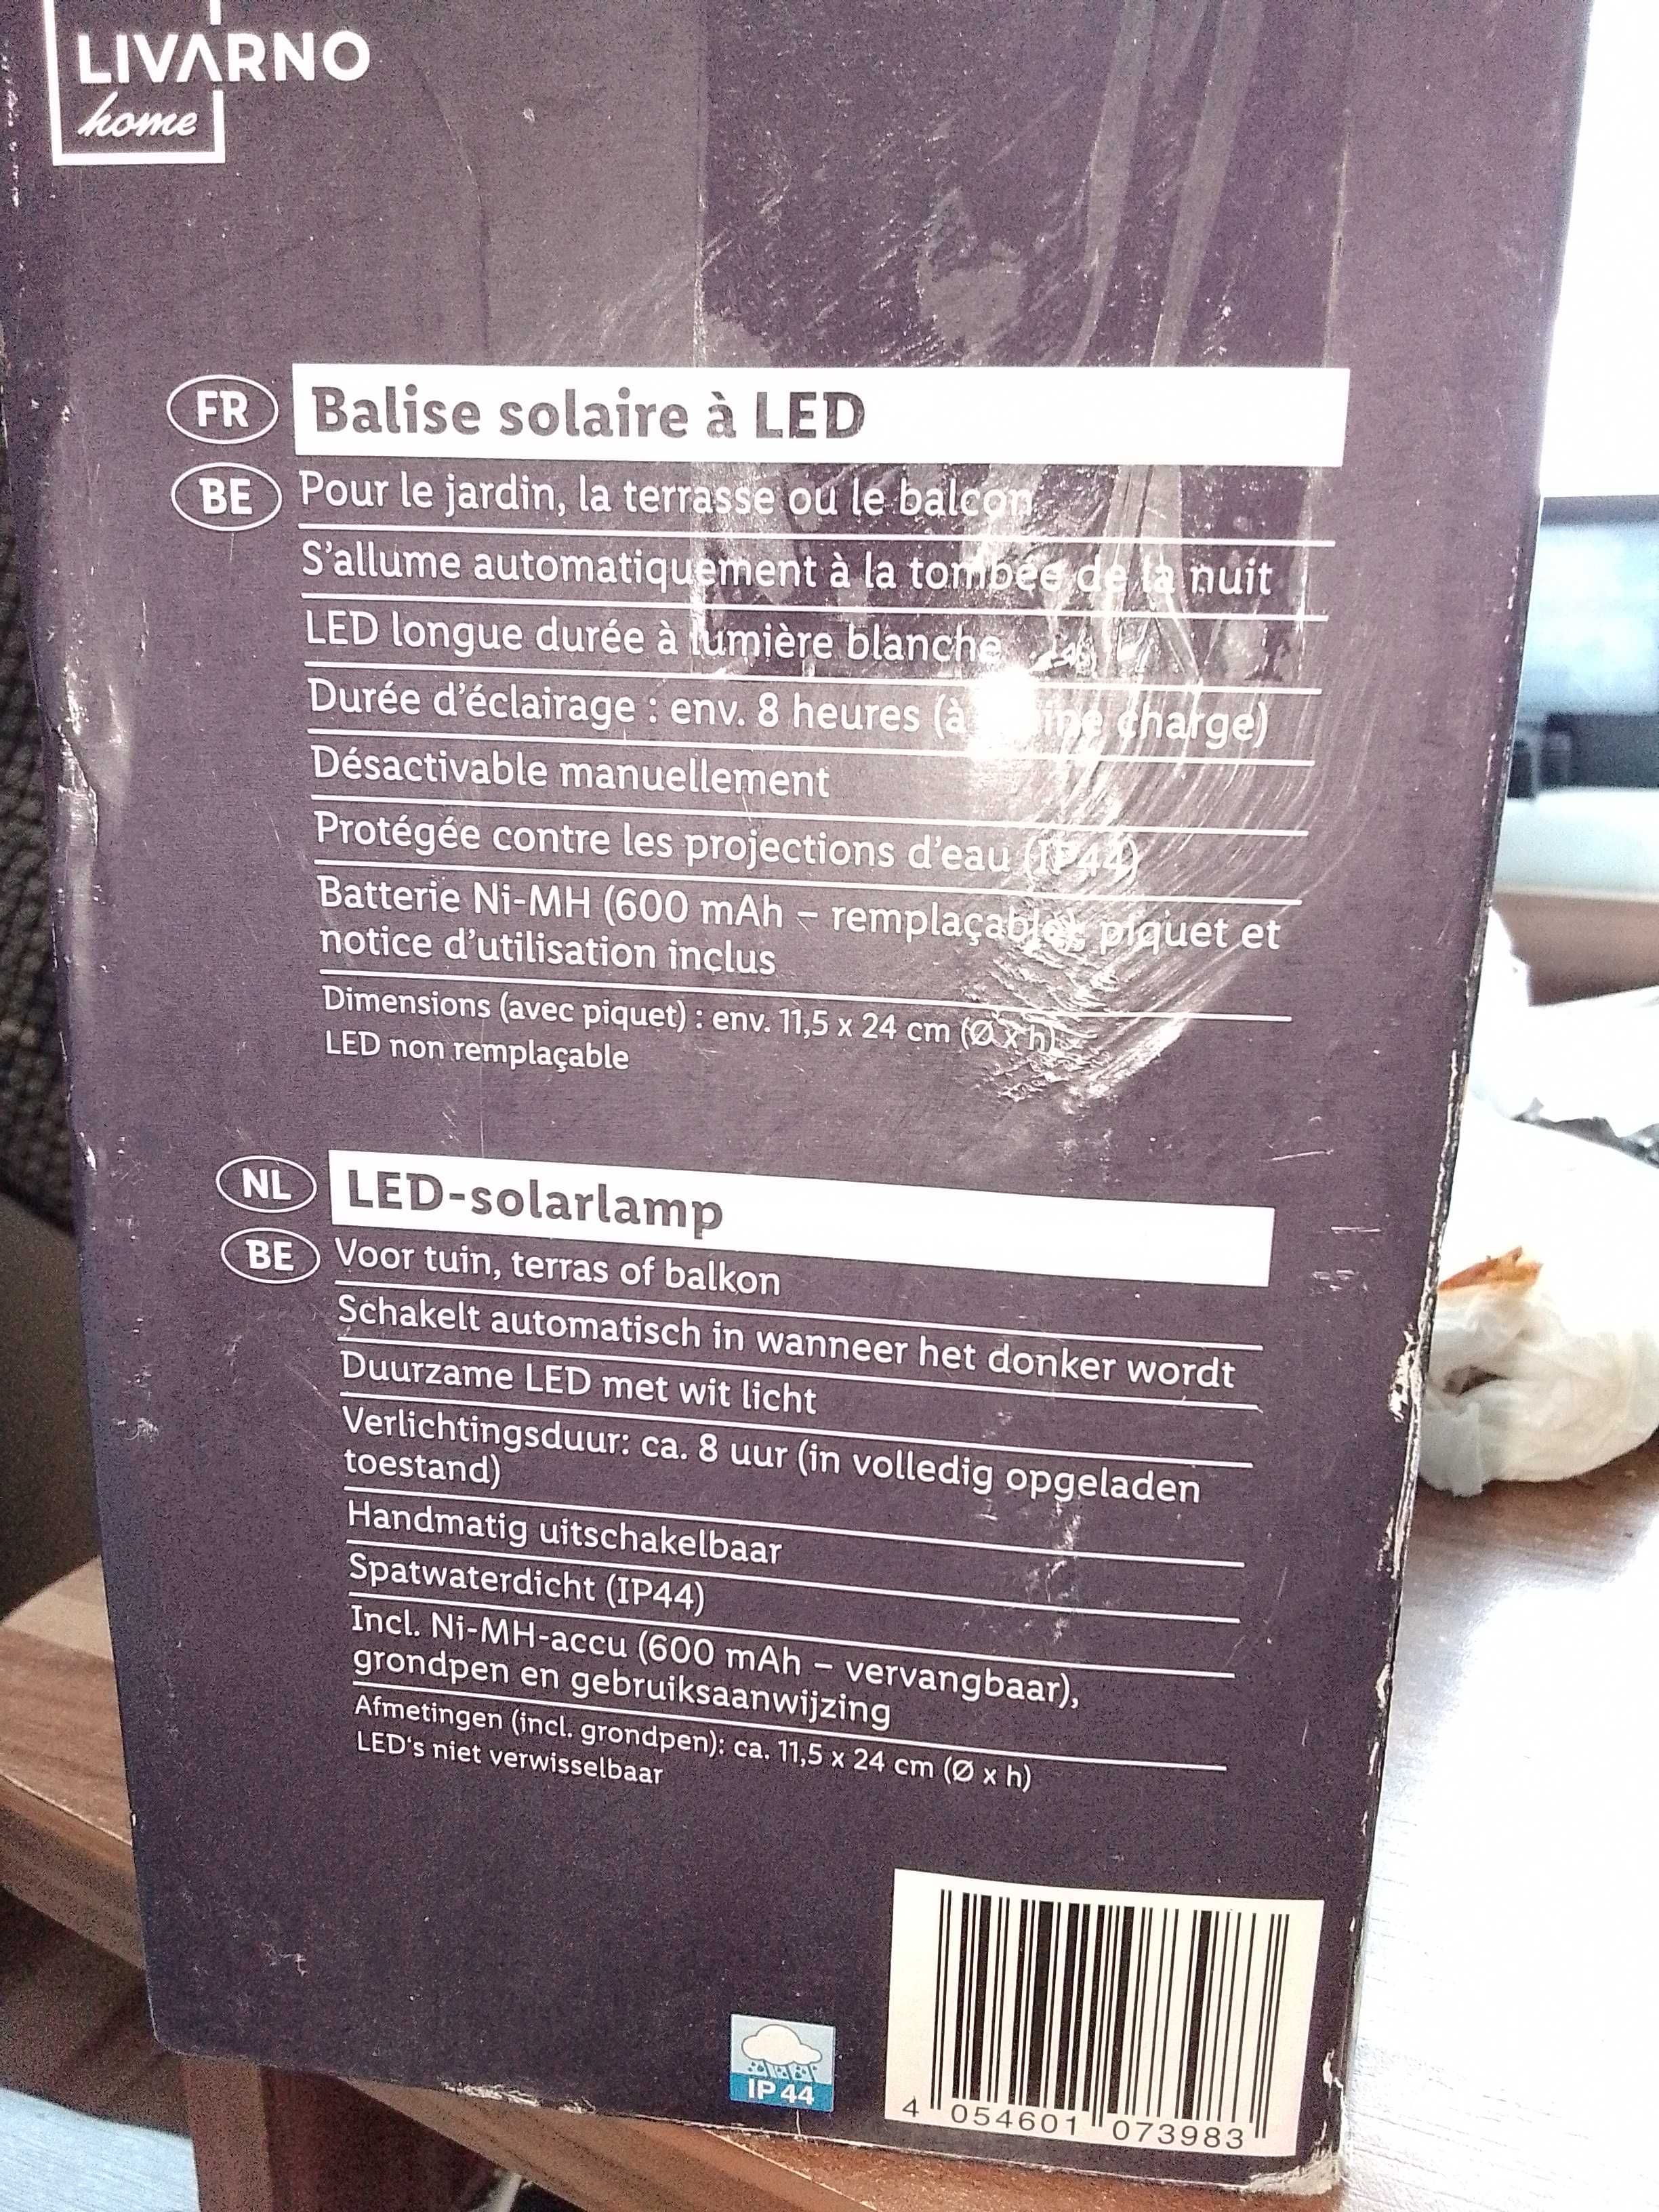 LIVARNO
home
FR
Balise solaire à LED
BE
Pour le jardin, la terrasse ou le balcon
S'allume automatiquement à la tombée de la nuit
LED longue durée à lumière blanche
Durée d'éclairage : env. 8 heures (à charge)
Désactivable manuellement
Protégée contre les projections d'eau (IP44)
Batterie Ni-MH (600 mAh – remplaçable), piquet et
notice d'utilisation inclus
Dimensions (avec piquet) : env. 11,5 x 24 cm (Ø x h)
LED non remplaçable
NL
LED-solarlamp
BE
Voor tuin, terras of balkon
Schakelt automatisch in wanneer het donker wordt
Duurzame LED met wit licht
Verlichtingsduur: ca. 8 uur (in volledig opgeladen
toestand)
Handmatig uitschakelbaar
Spatwaterdicht (IP44)
Incl. Ni-MH-accu (600 mAh – vervangbaar),
grondpen en gebruiksaanwijzing
Afmetingen (incl. grondpen): ca. 11,5 x 24 cm (Ø x h)
LED's niet verwisselbaar
IP 44
4 054601 073983